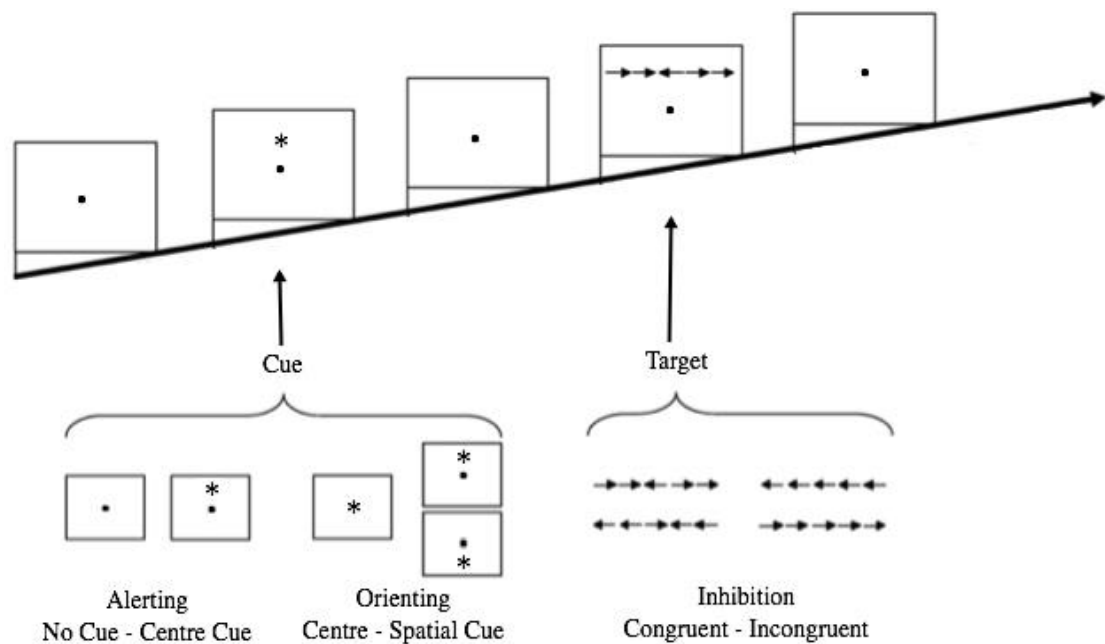 Cue
Target
Alerting
No Cue - Centre Cue
Orienting
Centre - Spatial Cue
Inhibition
Congruent - Incongruent